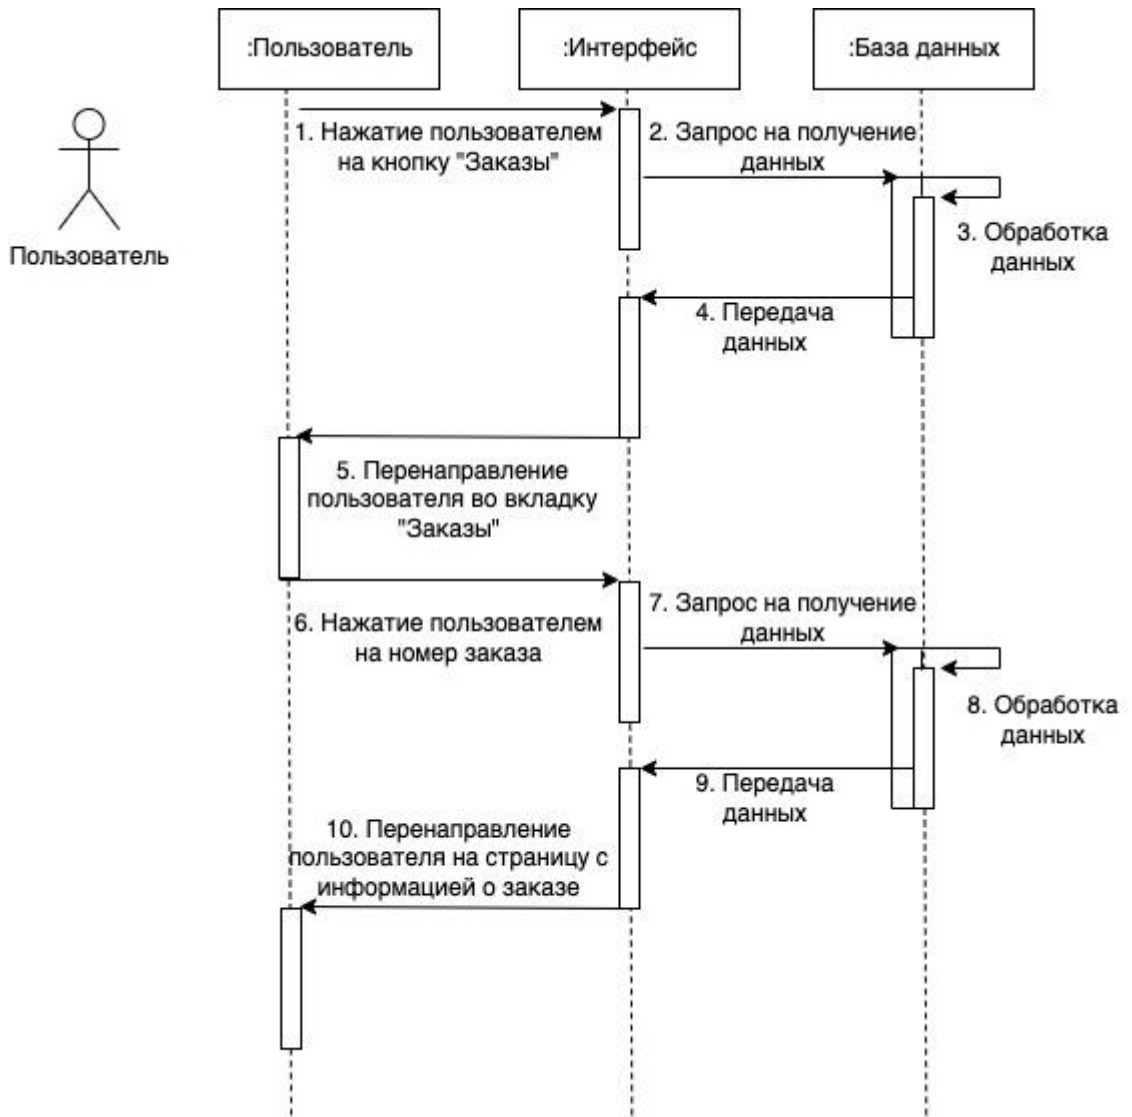 :Пользователь
:Интерфейс
:База данных
Пользователь
1. Нажатие пользователем
на кнопку "Заказы"
2. Запрос на получение
данных
3. Обработка
данных
4. Передача
данных
5. Перенаправление
пользователя во вкладку
"Заказы"
6. Нажатие пользователем
на номер заказа
7. Запрос на получение
данных
8. Обработка
данных
9. Передача
данных
10. Перенаправление
пользователя на страницу с
информацией о заказе